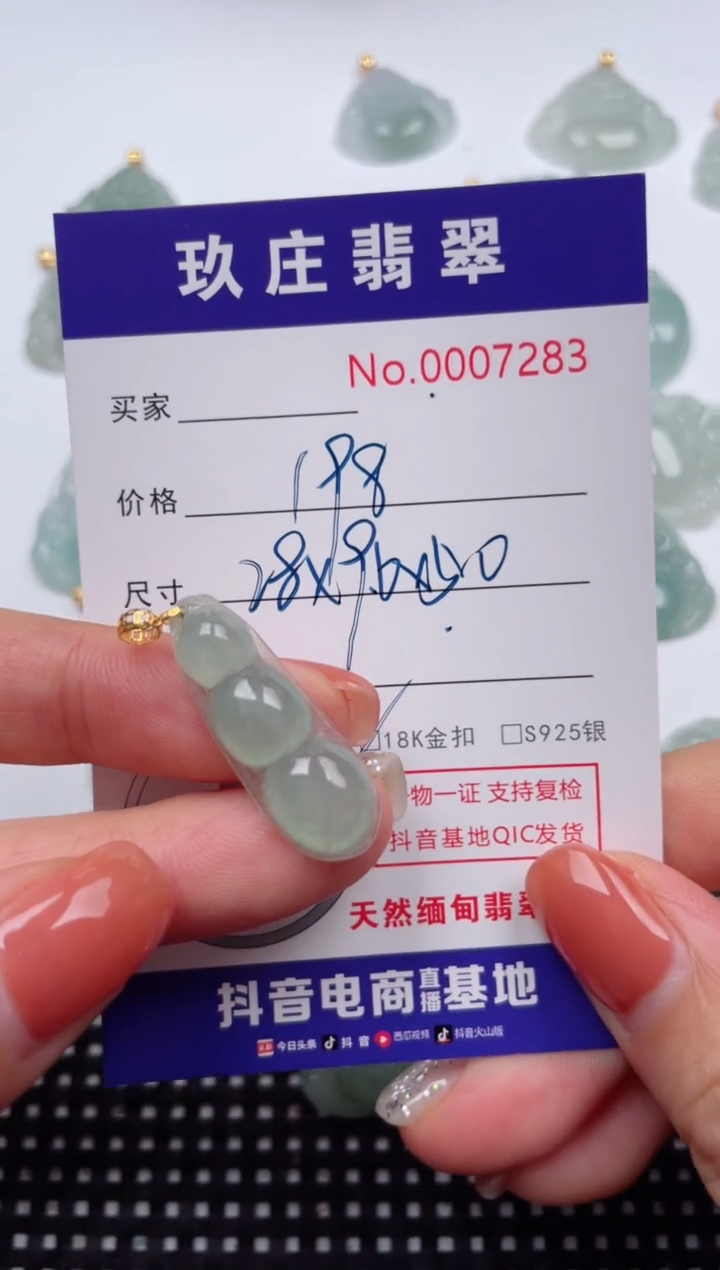 玖庄翡翠
No.0007283
买家
价格 198
尺寸 28x9.6x5.0
□18K金扣 □S925银
物一证 支持复检
抖音基地QIC发货
天然缅甸翡翠
抖音电商直播基地
今日头条 抖音 西瓜视频 抖音火山版